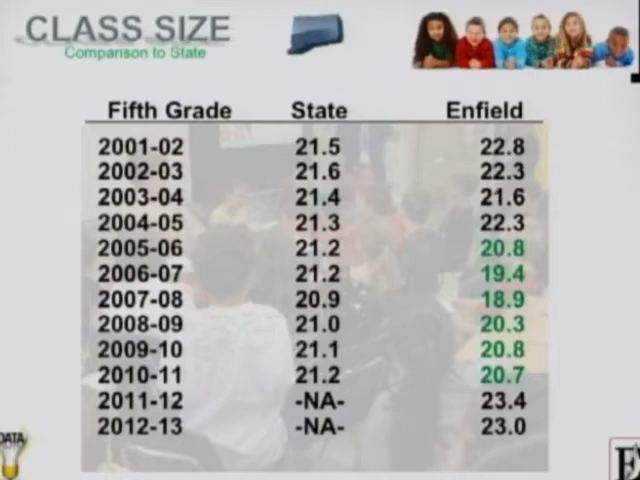 CLASS SIZE
Comparison to State
Fifth Grade State Enfield
2001-02 21.5 22.8
2002-03 21.6 22.3
2003-04 21.4 21.6
2004-05 21.3 22.3
2005-06 21.2 20.8
2006-07 21.2 19.4
2007-08 20.9 18.9
2008-09 21.0 20.3
2009-10 21.1 20.8
2010-11 21.2 20.7
2011-12 -NA- 23.4
2012-13 -NA- 23.0
DATA
E